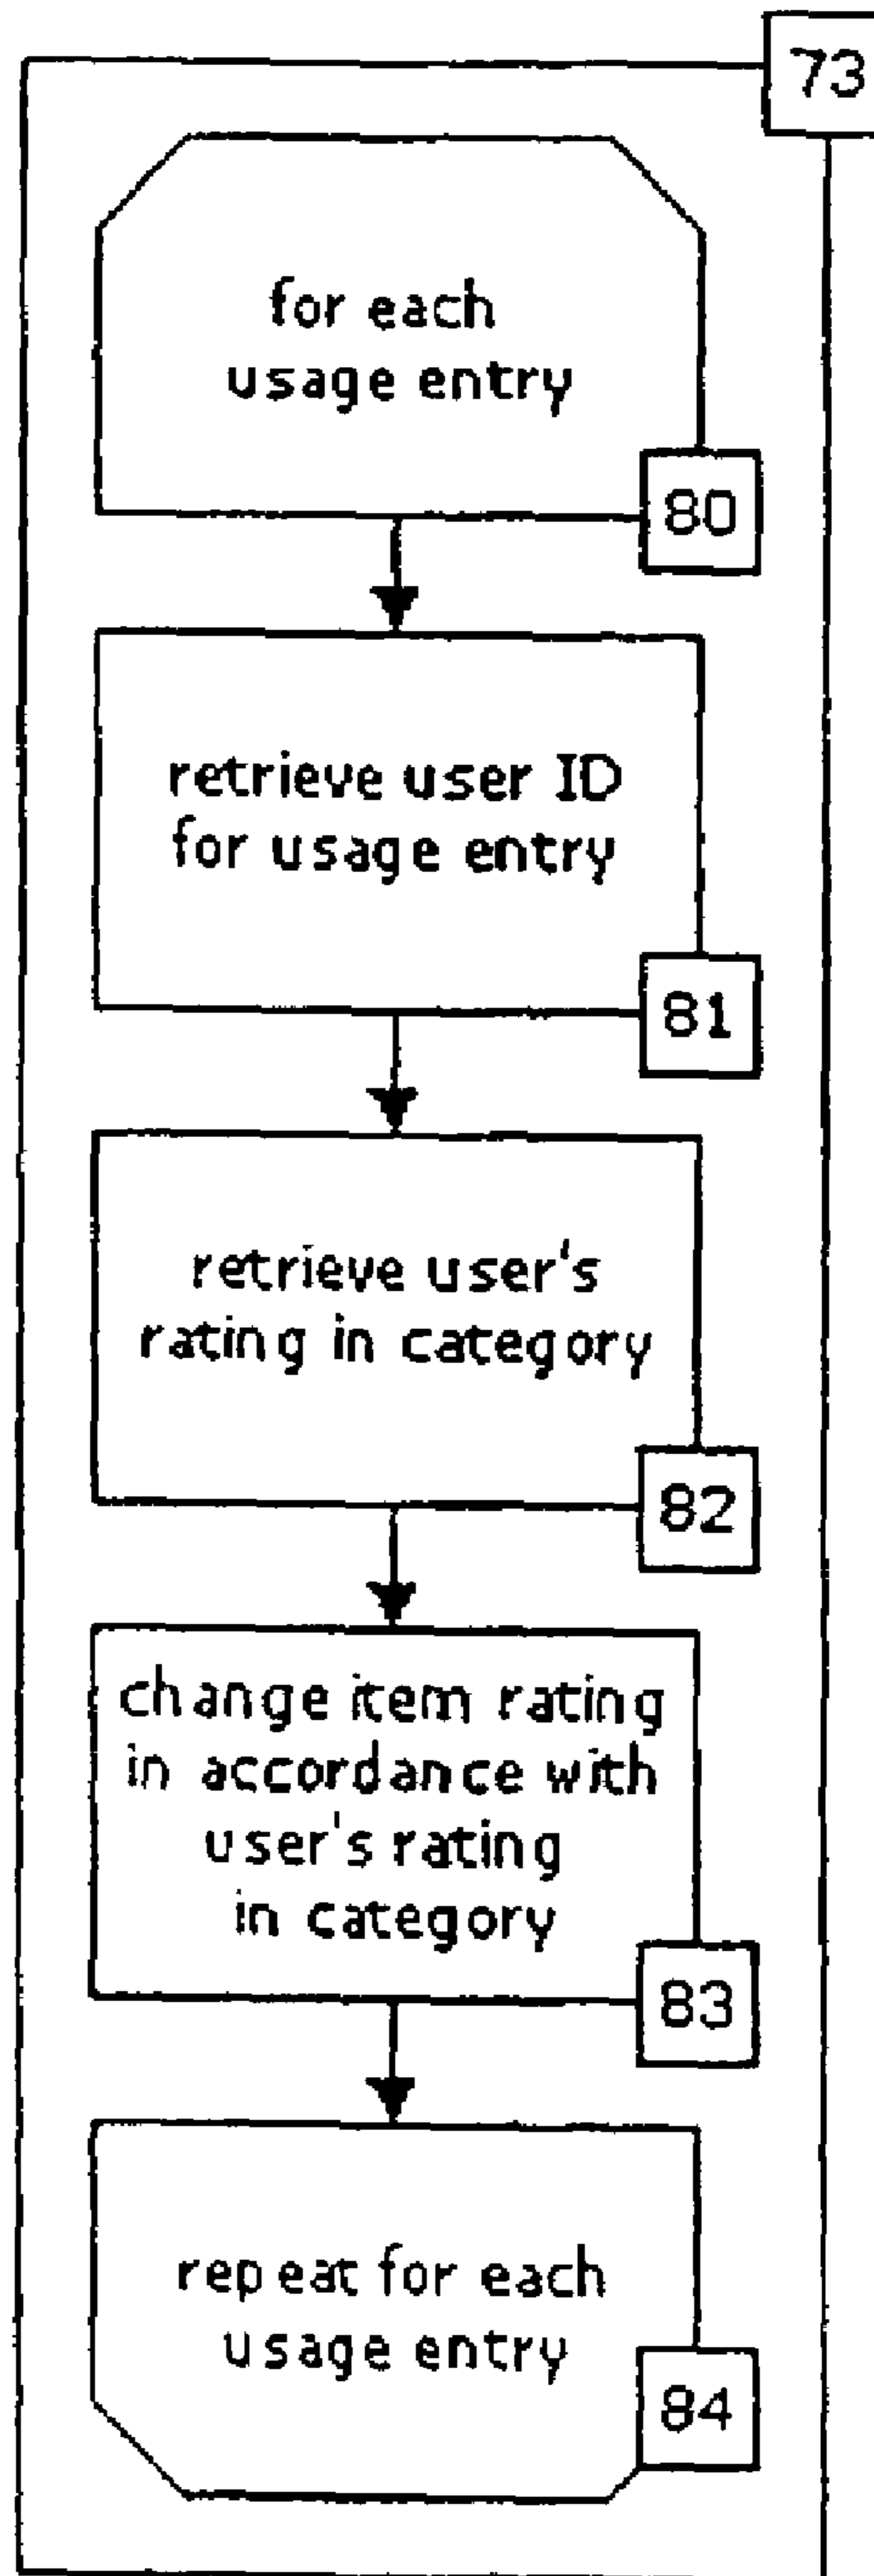 73
for each
usage entry
80
retrieve user ID
for usage entry
81
retrieve user's
rating in category
82
change item rating
in accordance with
user's rating
in category
83
repeat for each
usage entry
84